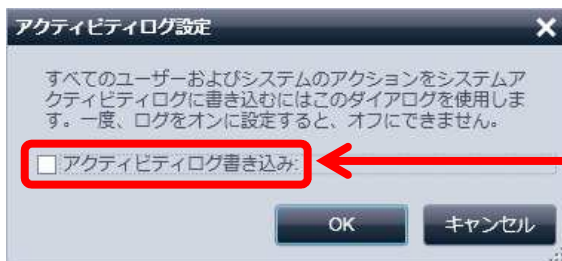 アクティビティログ設定
すべてのユーザーおよびシステムのアクションをシステムア
クティビティログに書き込むにはこのダイアログを使用しま
す。一度、ログをオンに設定すると、オフにできません。
アクティビティログ書き込み:
OK
キャンセル